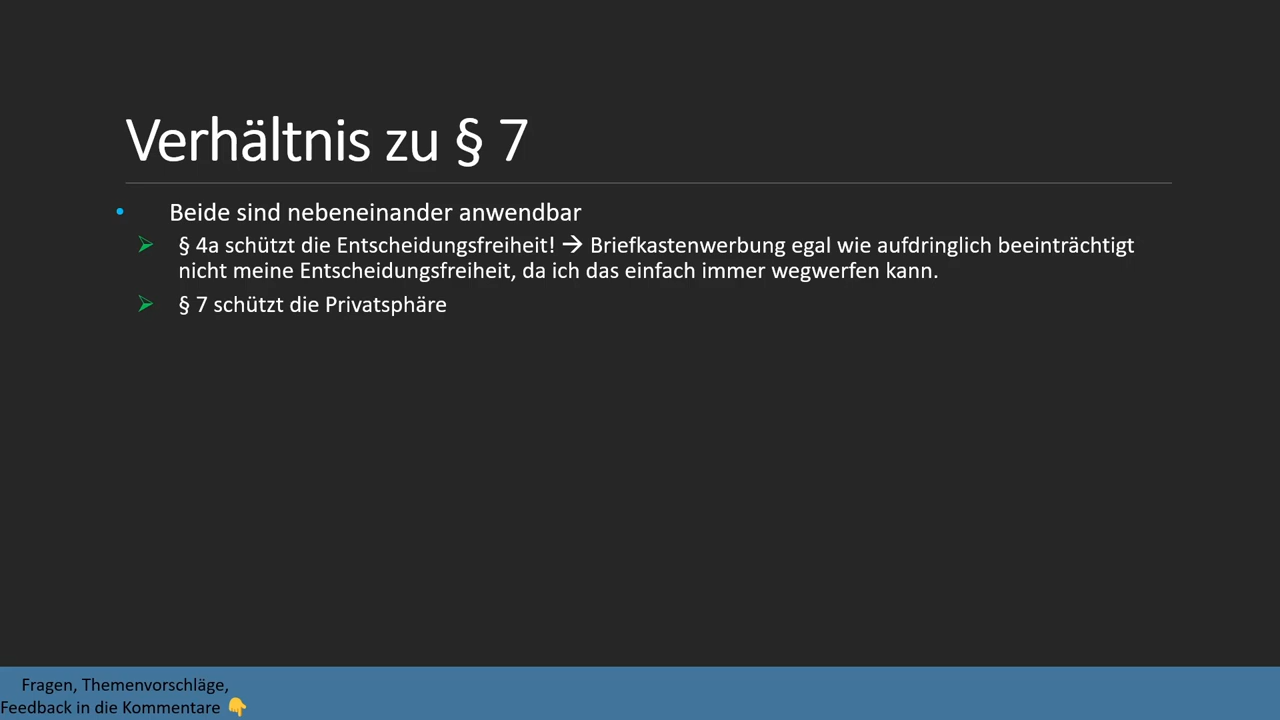 Verhältnis zu § 7
• Beide sind nebeneinander anwendbar
➢ § 4a schützt die Entscheidungsfreiheit! → Briefkastenwerbung egal wie aufdringlich beeinträchtigt
nicht meine Entscheidungsfreiheit, da ich das einfach immer wegwerfen kann.
➢ § 7 schützt die Privatsphäre
Fragen, Themenvorschläge,
Feedback in die Kommentare 👇